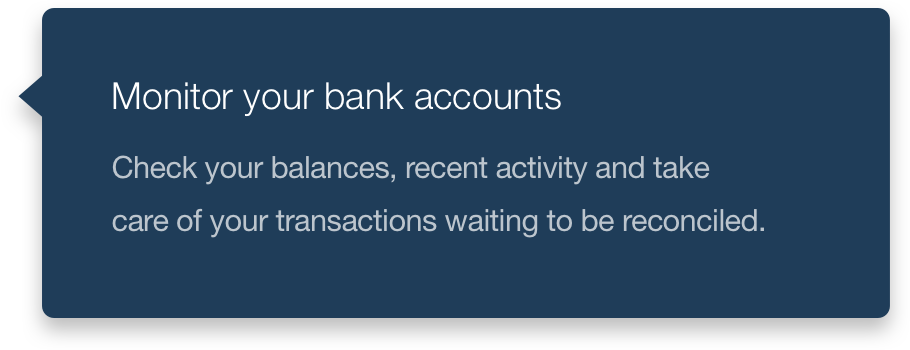 Monitor your bank accounts
Check your balances, recent activity and take
care of your transactions waiting to be reconciled.